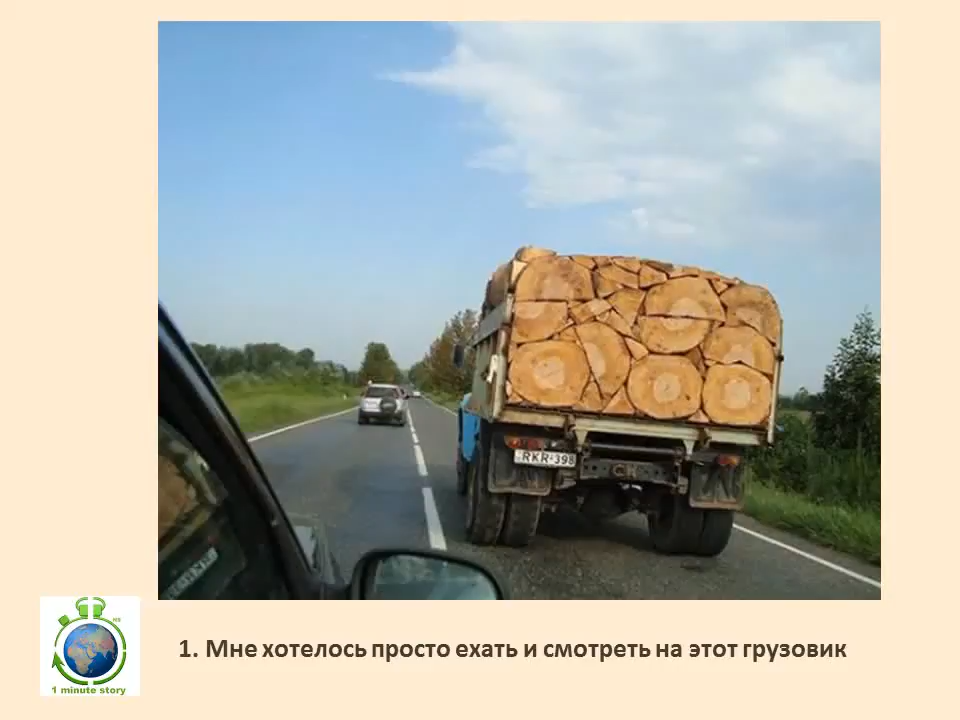 RKR-398
1 minute story
1. Мне хотелось просто ехать и смотреть на этот грузовик